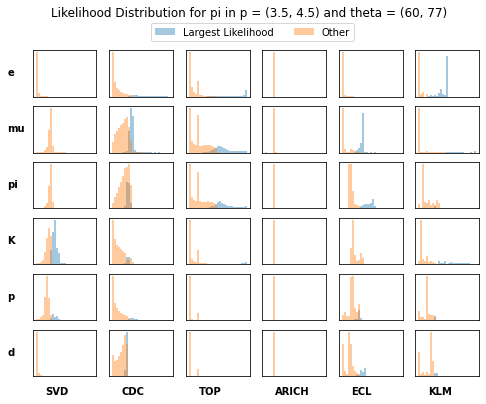 Likelihood Distribution for pi in p = (3.5, 4.5) and theta = (60, 77)
Largest Likelihood Other
e
mu
pi
K
p
d
SVD CDC TOP ARICH ECL KLM